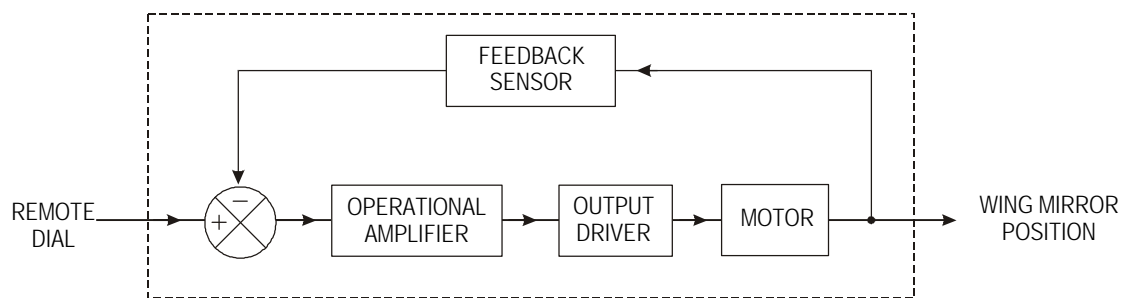 FEEDBACK
SENSOR
REMOTE
DIAL
+
−
OPERATIONAL
AMPLIFIER
OUTPUT
DRIVER
MOTOR
WING MIRROR
POSITION